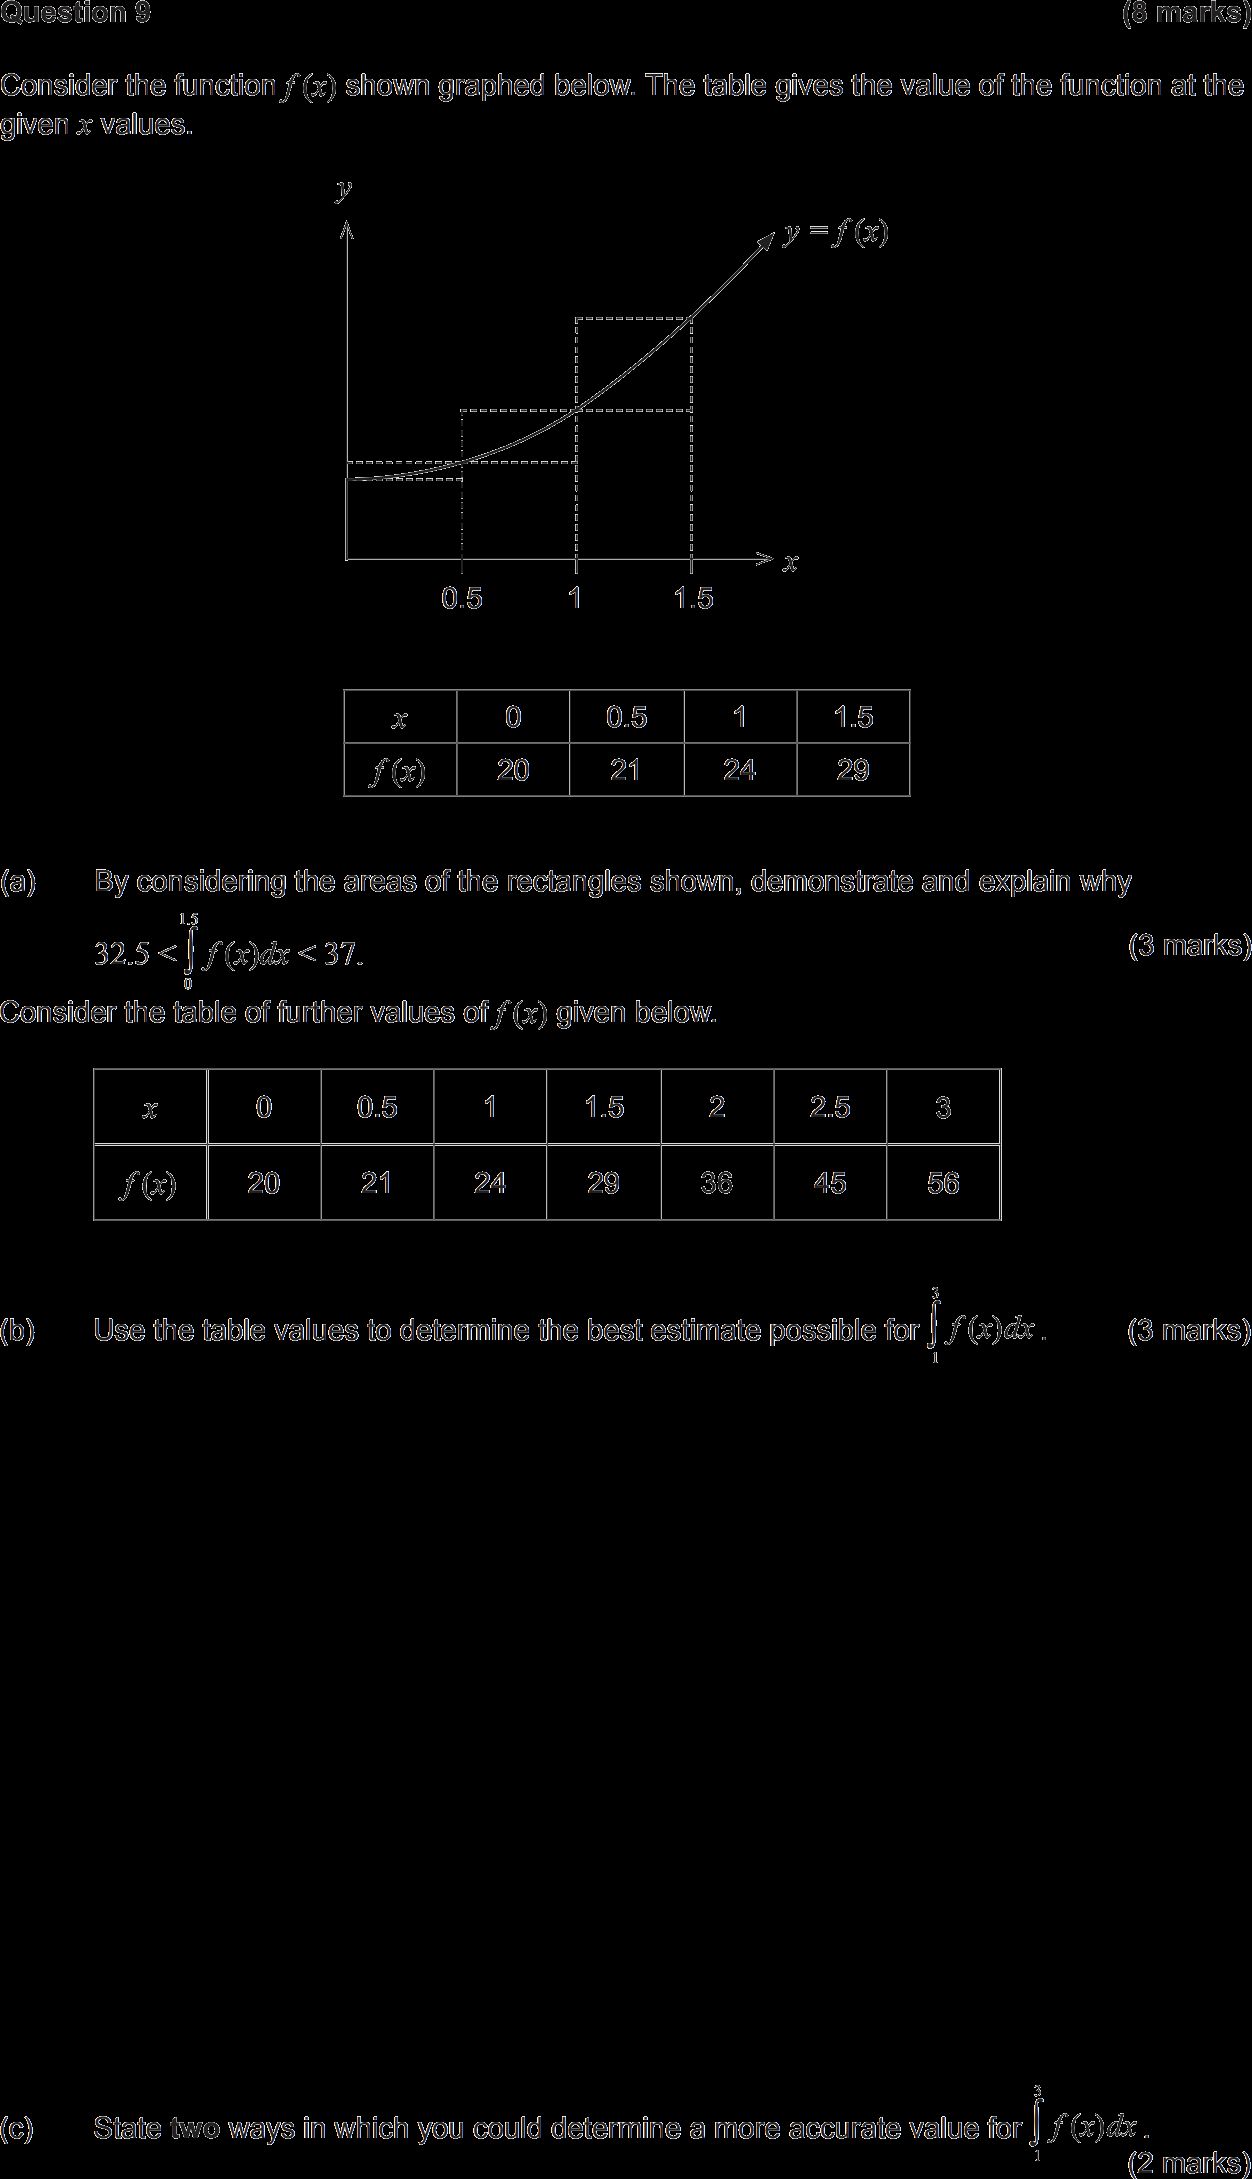 Question 9 (8 marks)
Consider the function f (x) shown graphed below. The table gives the value of the function at the
given x values.
y
y = f (x)
x
0.5 1 1.5
x 0 0.5 1 1.5
f (x) 20 21 24 29
(a) By considering the areas of the rectangles shown, demonstrate and explain why
32.5 < ∫₀^1.5 f (x)dx < 37. (3 marks)
Consider the table of further values of f (x) given below.
x 0 0.5 1 1.5 2 2.5 3
f (x) 20 21 24 29 36 45 56
(b) Use the table values to determine the best estimate possible for ∫₁³ f (x)dx . (3 marks)
(c) State two ways in which you could determine a more accurate value for ∫₁³ f (x)dx .
(2 marks)